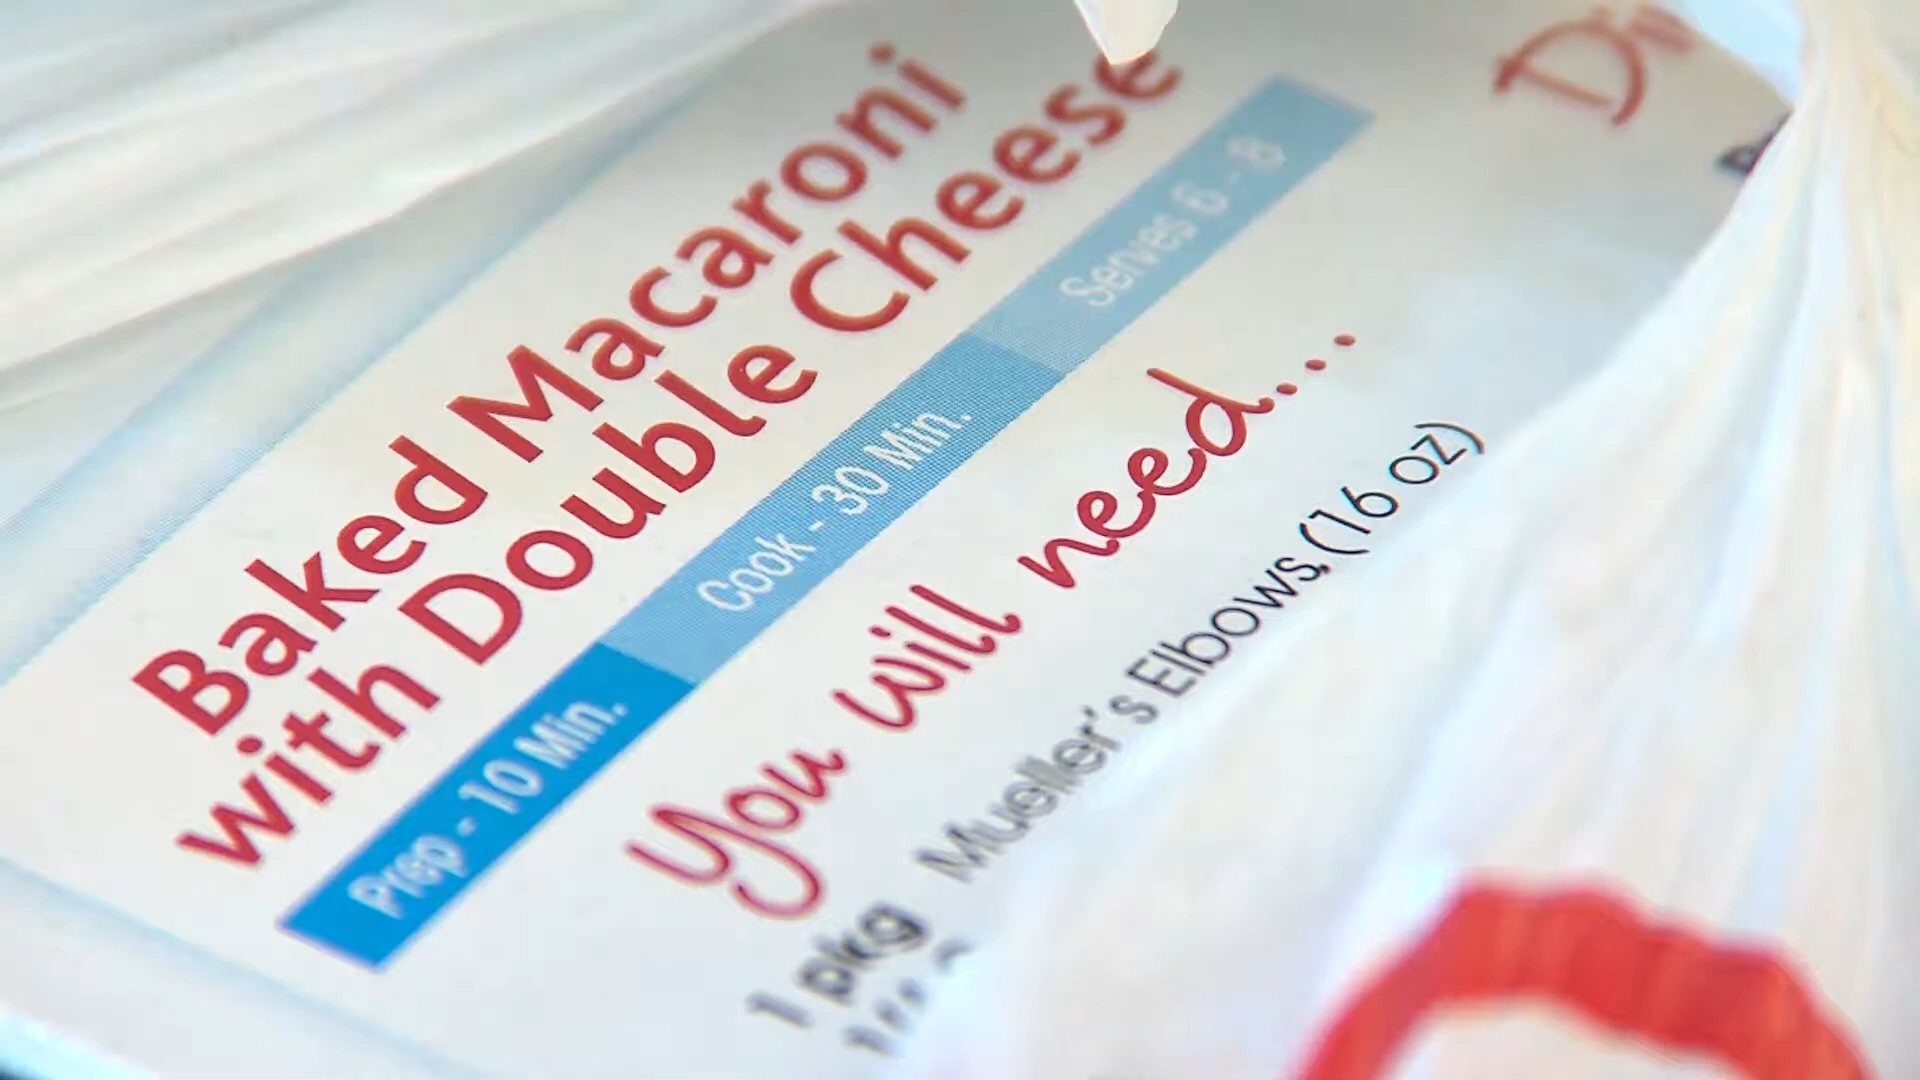 Baked Macaroni
with Double Cheese
Prep - 10 Min. Cook - 30 Min. Serves 6 - 8
You will need...
1 pkg Mueller's Elbows, (16 oz)